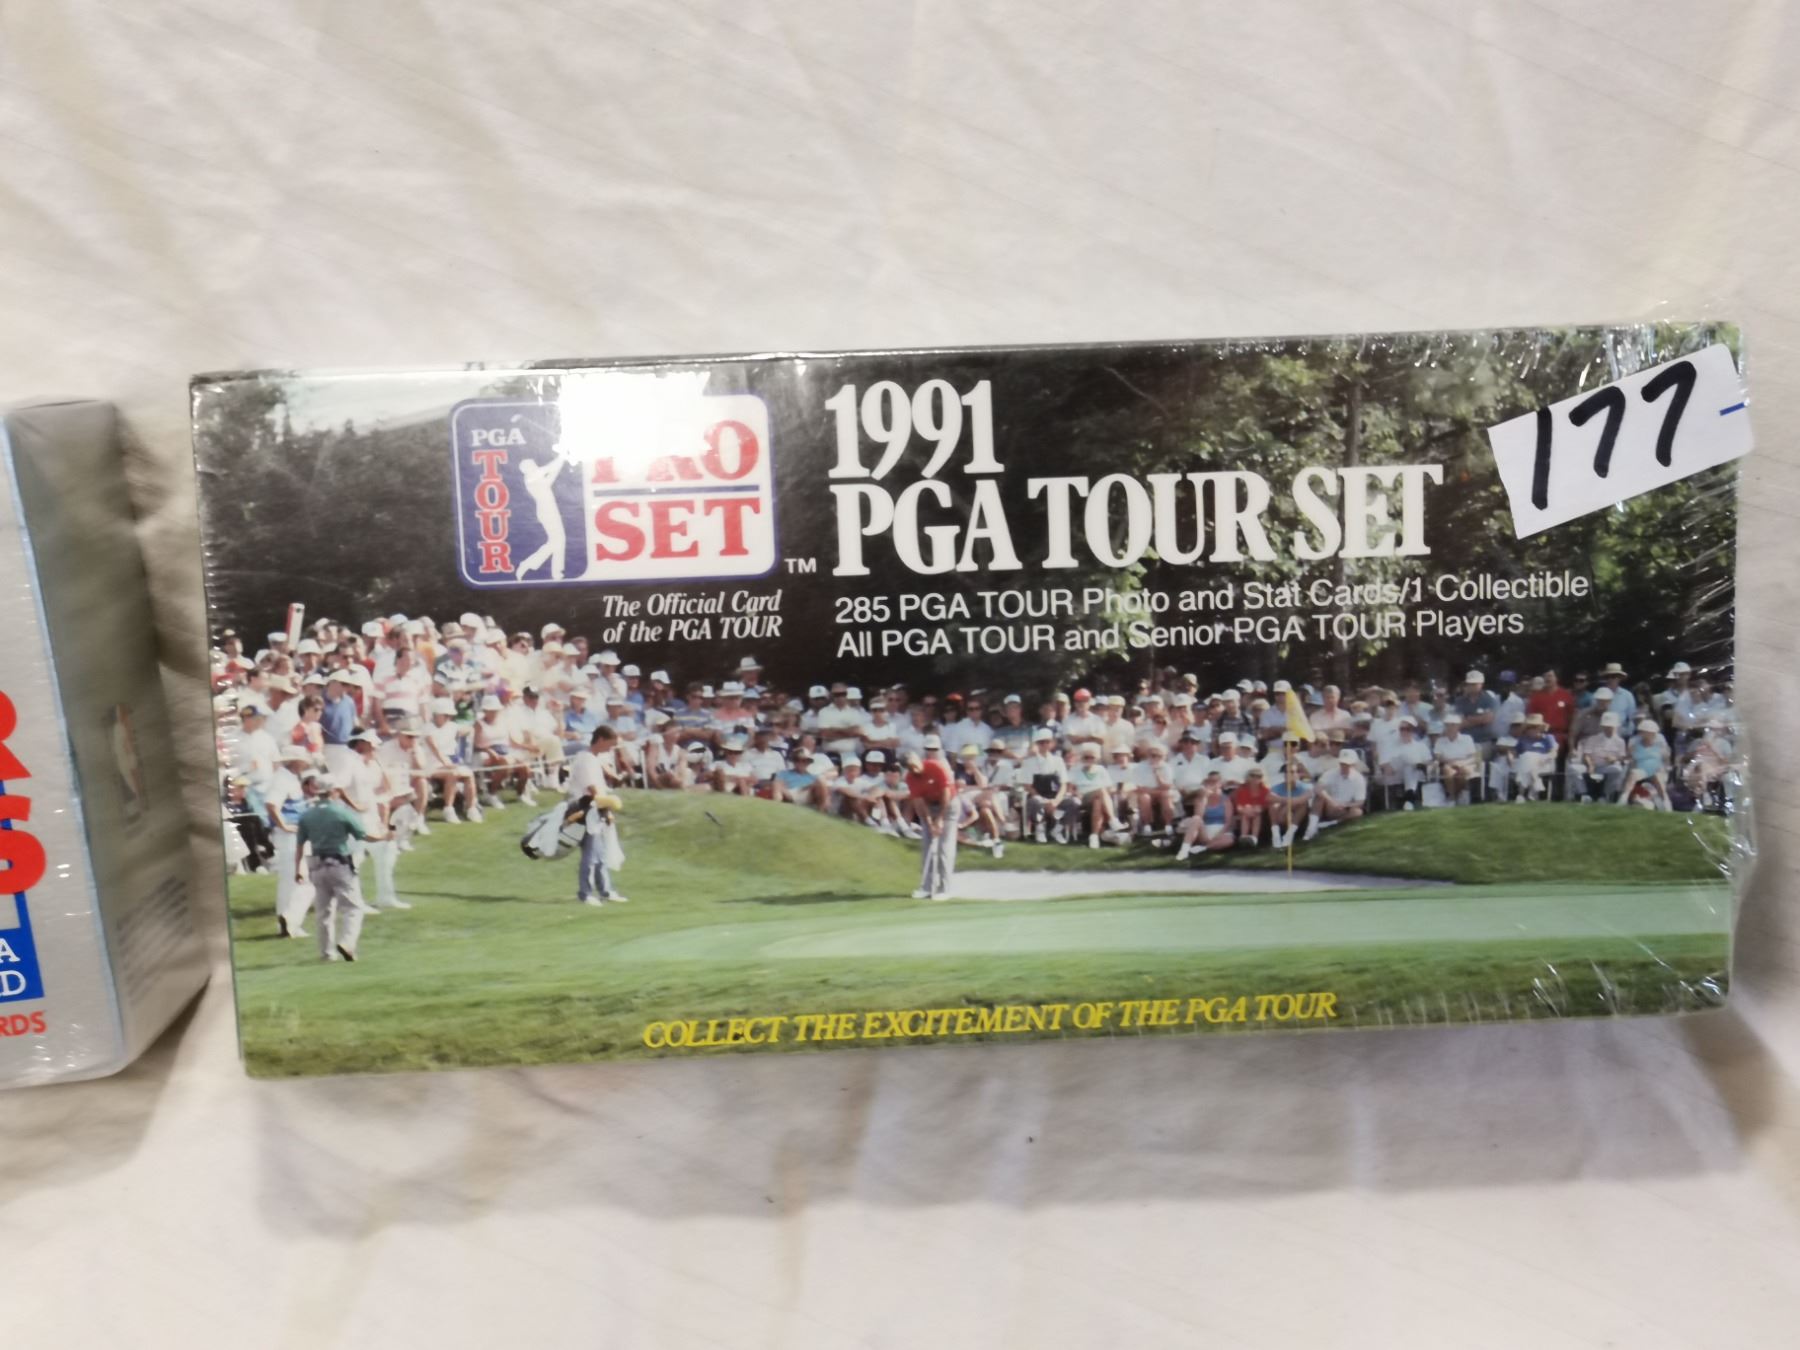 R
S
A
D
RDS
PGA
TOUR
PRO
SET
TM
The Official Card
of the PGA TOUR
1991
PGA TOUR SET
285 PGA TOUR Photo and Stat Cards/1 Collectible
All PGA TOUR and Senior PGA TOUR Players
177
COLLECT THE EXCITEMENT OF THE PGA TOUR